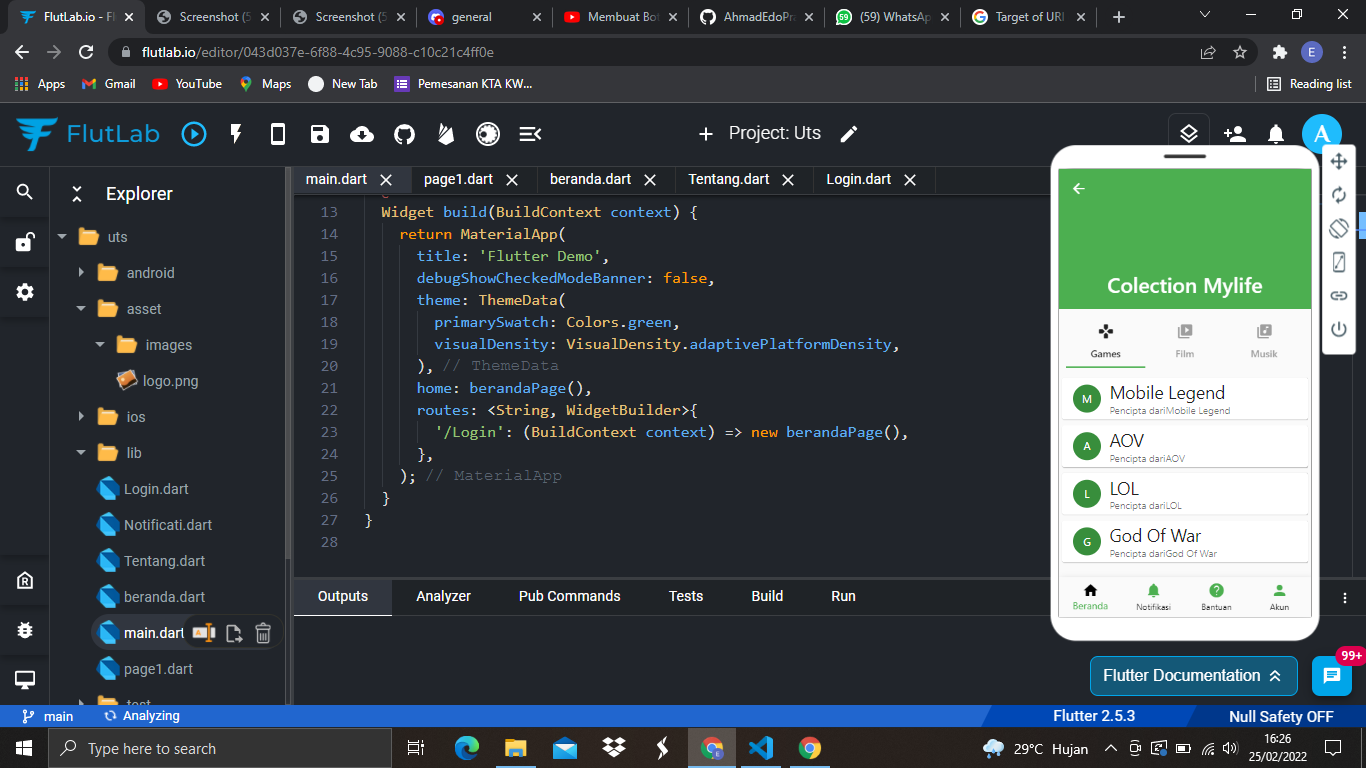 FlutLab.io - Fl
Screenshot (5
Screenshot (5
general
Membuat Bo
AhmadEdoPra
(59) WhatsAp
Target of URI
flutlab.io/editor/043d037e-6f88-4c95-9088-c10c21c4ff0e
E
Apps
Gmail
YouTube
Maps
New Tab
Pemesanan KTA KW...
Reading list
FlutLab
Project: Uts
A
Explorer
main.dart
page1.dart
beranda.dart
Tentang.dart
Login.dart
uts
android
asset
images
logo.png
ios
lib
Login.dart
Notificati.dart
Tentang.dart
beranda.dart
main.dart
page1.dart
test
13 Widget build(BuildContext context) {
14 return MaterialApp(
15 title: 'Flutter Demo',
16 debugShowCheckedModeBanner: false,
17 theme: ThemeData(
18 primarySwatch: Colors.green,
19 visualDensity: VisualDensity.adaptivePlatformDensity,
20 ), // ThemeData
21 home: berandaPage(),
22 routes: <String, WidgetBuilder>{
23 '/Login': (BuildContext context) => new berandaPage(),
24 },
25 ); // MaterialApp
26 }
27 }
28
Colection Mylife
Games
Film
Musik
M
Mobile Legend
Pencipta dariMobile Legend
A
AOV
Pencipta dariAOV
L
LOL
Pencipta dariLOL
G
God Of War
Pencipta dariGod Of War
Beranda
Notifikasi
Bantuan
Akun
Outputs
Analyzer
Pub Commands
Tests
Build
Run
Flutter Documentation
99+
main
Analyzing
Flutter 2.5.3
Null Safety OFF
Type here to search
29°C Hujan
16:26
25/02/2022